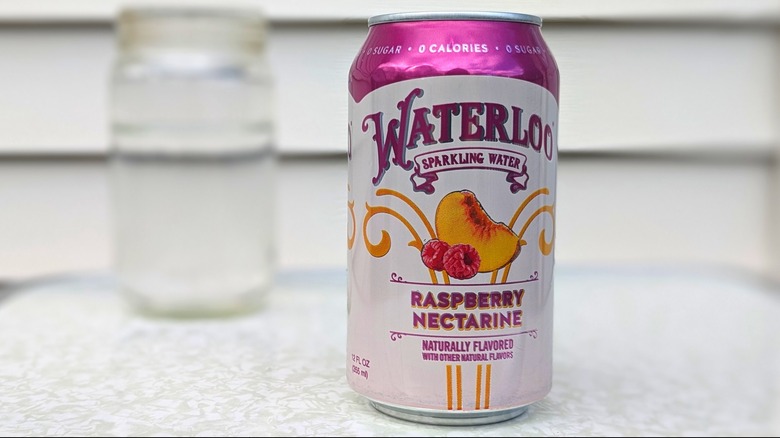 0 SUGAR • 0 CALORIES • 0 SUGAR
WATERLOO
SPARKLING WATER
RASPBERRY
NECTARINE
NATURALLY FLAVORED
WITH OTHER NATURAL FLAVORS
12 FL OZ
(355 ml)